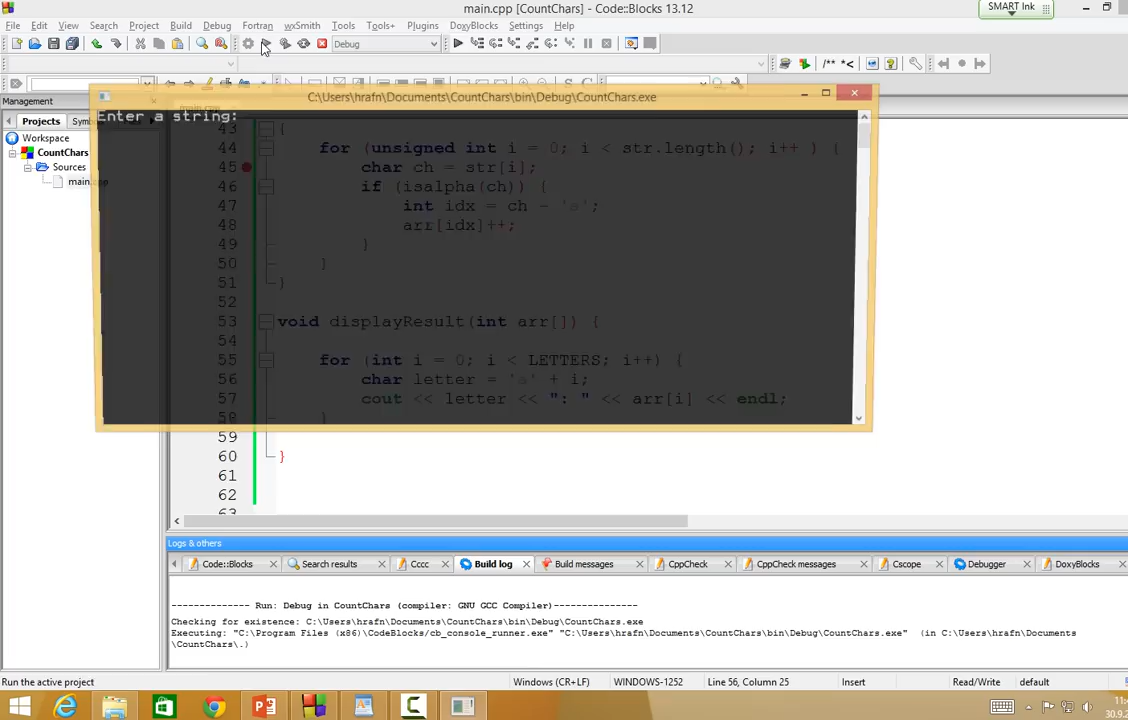 main.cpp [CountChars] - Code::Blocks 13.12
SMART Ink
File Edit View Search Project Build Debug Fortran wxSmith Tools Tools+ Plugins DoxyBlocks Settings Help
Debug
/** *<
C:\Users\hrafn\Documents\CountChars\bin\Debug\CountChars.exe
Management
Enter a string:
Projects
Workspace
CountChars
Sources
main.cpp
43 {
44 for (unsigned int i = 0; i < str.length(); i++ ) {
45 char ch = str[i];
46 if (isalpha(ch)) {
47 int idx = ch - 'a';
48 arr[idx]++;
49 }
50 }
51 }
52
53 void displayResult(int arr[]) {
54
55 for (int i = 0; i < LETTERS; i++) {
56 char letter = 'a' + i;
57 cout << letter << ": " << arr[i] << endl;
58 }
59
60 }
61
62
63
Logs & others
Code::Blocks Search results Cccc Build log Build messages CppCheck CppCheck messages Cscope Debugger DoxyBlocks
-------------- Run: Debug in CountChars (compiler: GNU GCC Compiler)---------------
Checking for existence: C:\Users\hrafn\Documents\CountChars\bin\Debug\CountChars.exe
Executing: "C:\Program Files (x86)\CodeBlocks/cb_console_runner.exe" "C:\Users\hrafn\Documents\CountChars\bin\Debug\CountChars.exe" (in C:\Users\hrafn\Documents
\CountChars\.)
Run the active project Windows (CR+LF) WINDOWS-1252 Line 56, Column 25 Insert Read/Write default